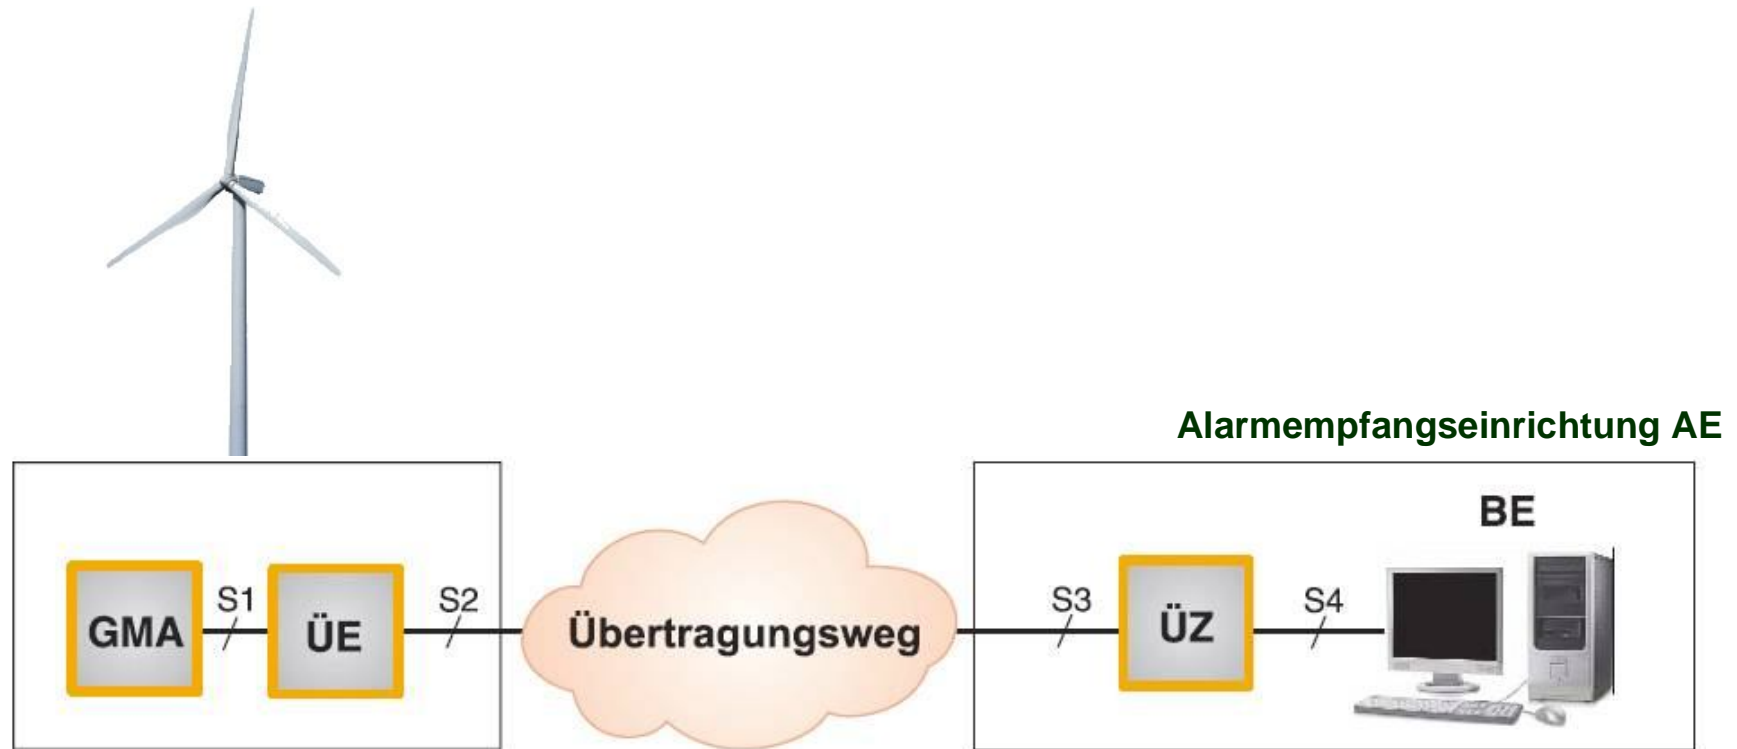 Alarmempfangseinrichtung AE
BE
GMA
S1
ÜE
S2
Übertragungsweg
S3
ÜZ
S4